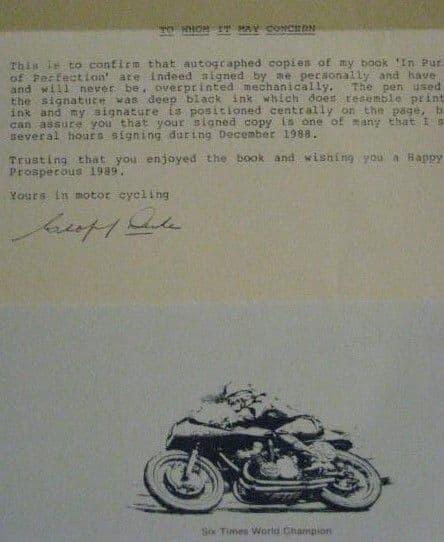 TO WHOM IT MAY CONCERN
This is to confirm that autographed copies of my book 'In Pur
of Perfection' are indeed signed by me personally and have
and will never be, overprinted mechanically. The pen used
the signature was deep black ink which does resemble print
ink and my signature is positioned centrally on the page, b
can assure you that your signed copy is one of many that I s
several hours signing during December 1988.
Trusting that you enjoyed the book and wishing you a Happy
Prosperous 1989.
Yours in motor cycling
Geoff Duke
Six Times World Champion